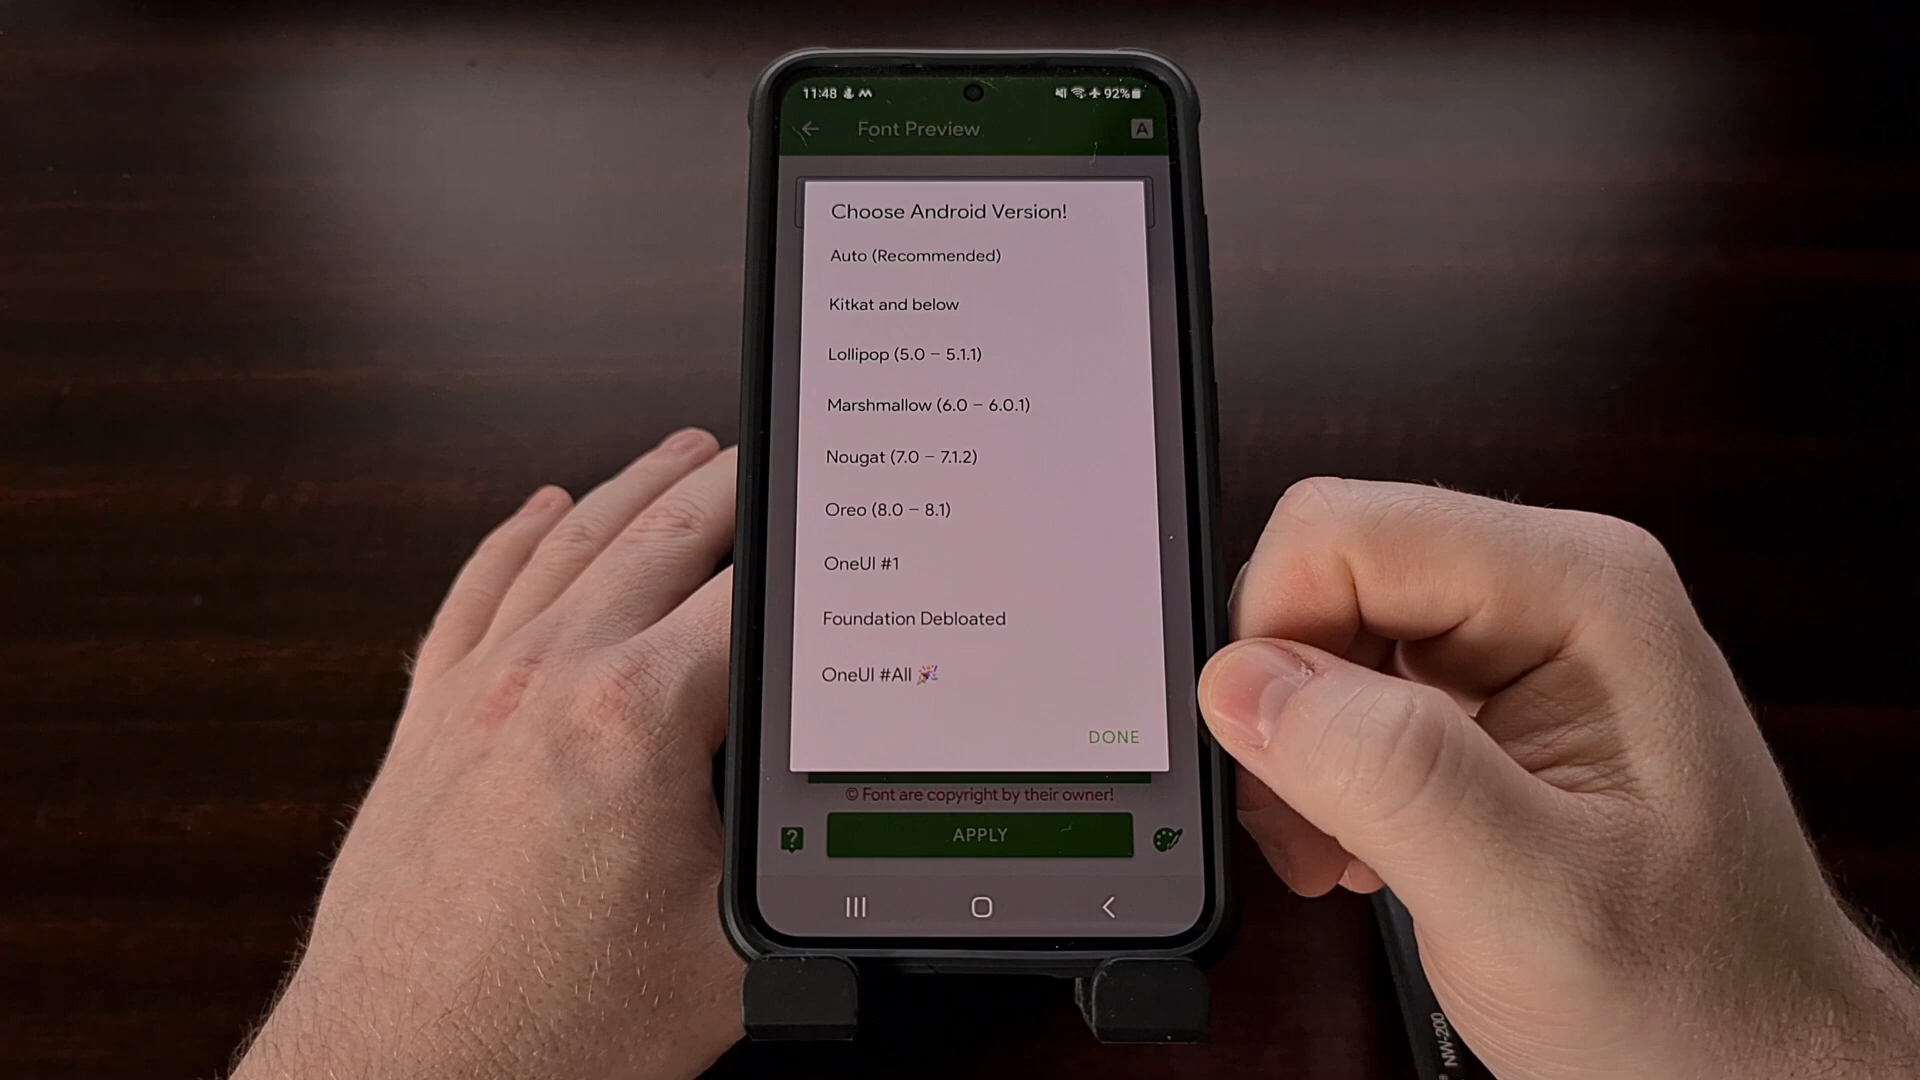 11:48
92%
Font Preview
A
Choose Android Version!
Auto (Recommended)
Kitkat and below
Lollipop (5.0 – 5.1.1)
Marshmallow (6.0 – 6.0.1)
Nougat (7.0 – 7.1.2)
Oreo (8.0 – 8.1)
OneUI #1
Foundation Debloated
OneUI #All 🎉
DONE
© Font are copyright by their owner!
?
APPLY
NW-200